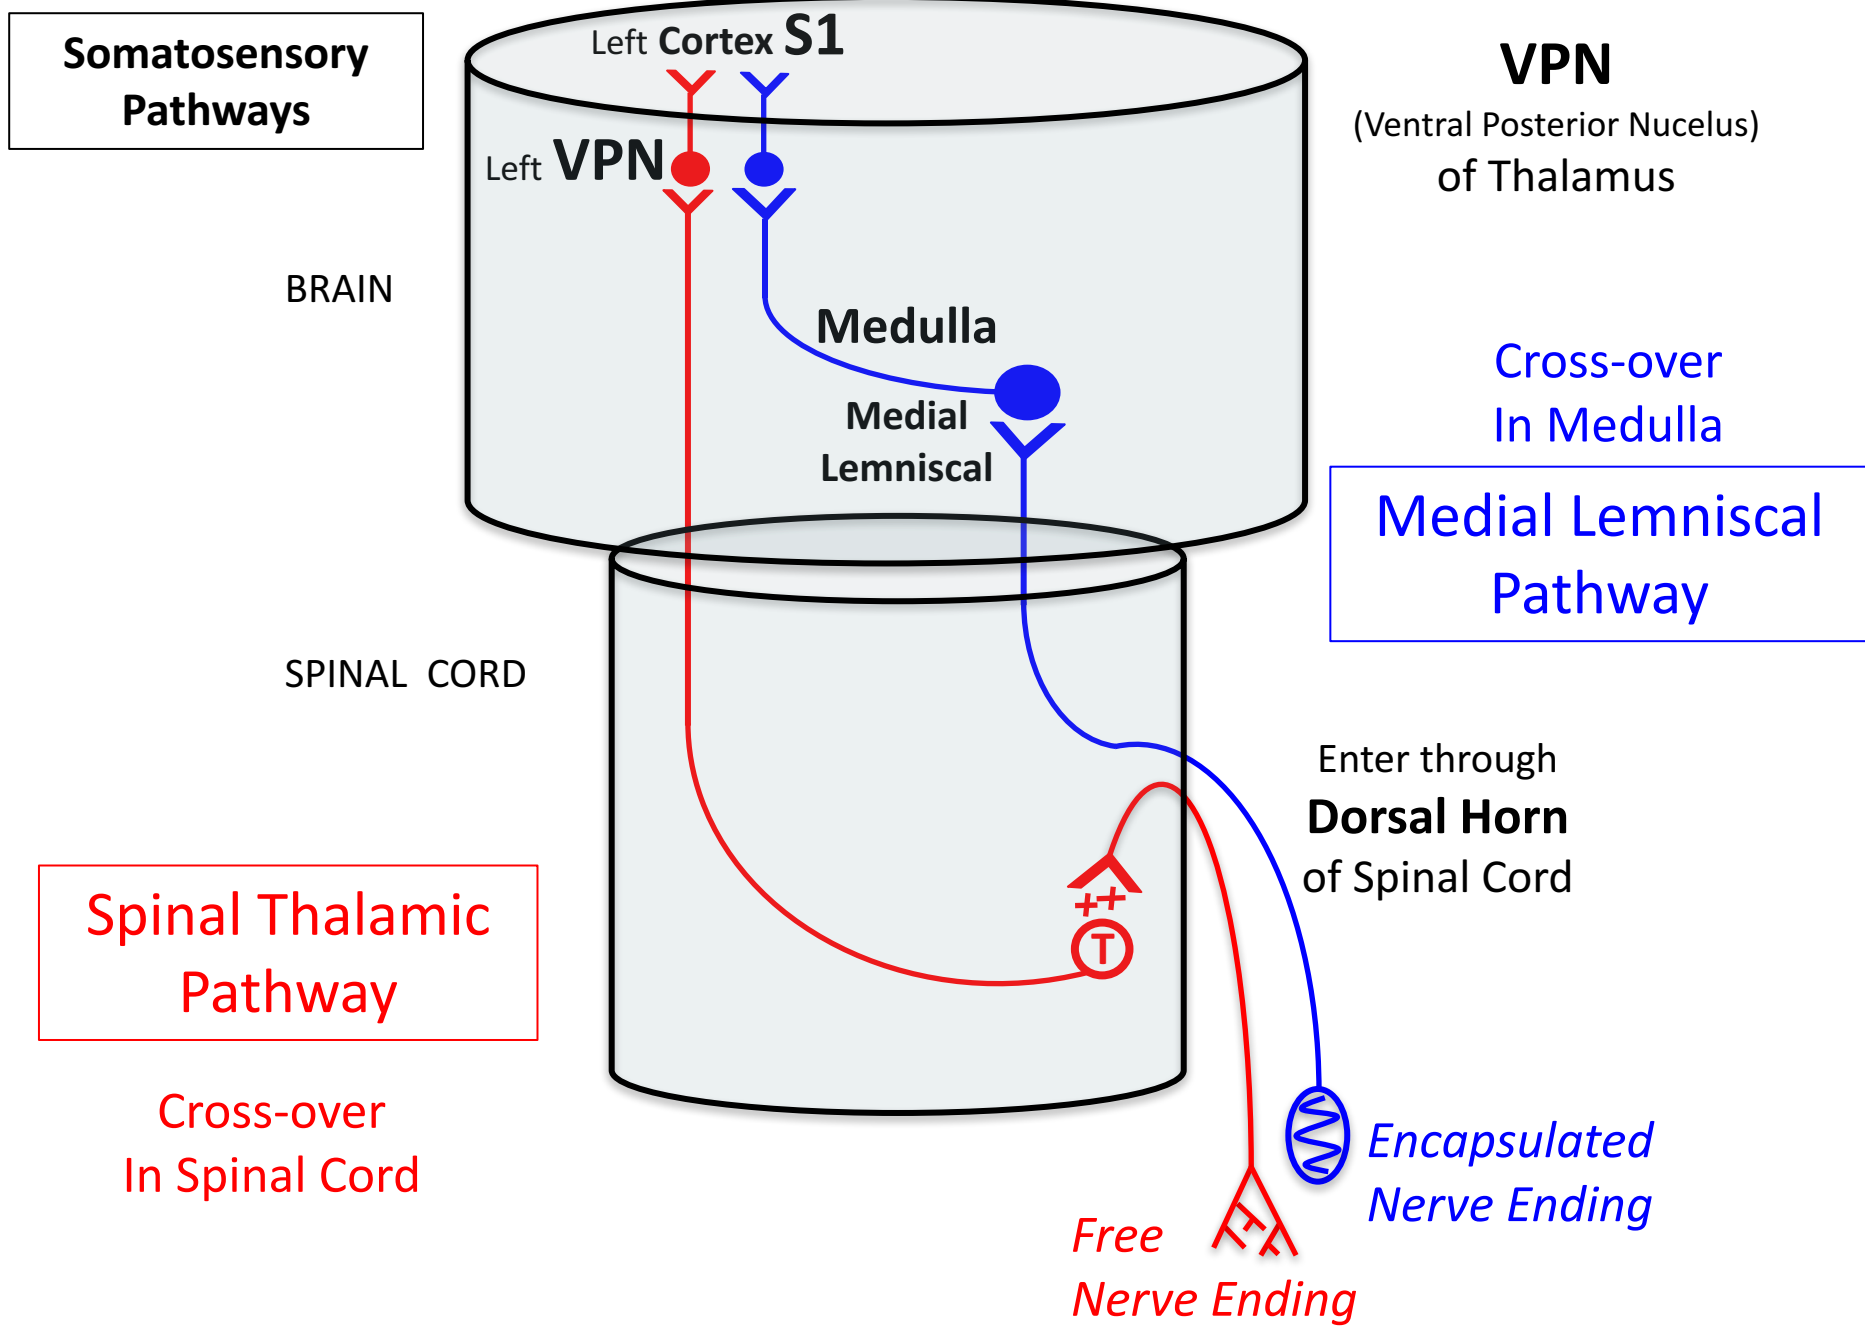 Somatosensory
Pathways
Left Cortex S1
Left VPN
VPN
(Ventral Posterior Nucelus)
of Thalamus
BRAIN
Medulla
Medial
Lemniscal
Cross-over
In Medulla
Medial Lemniscal
Pathway
SPINAL CORD
Enter through
Dorsal Horn
of Spinal Cord
++
T
Spinal Thalamic
Pathway
Cross-over
In Spinal Cord
Encapsulated
Nerve Ending
Free
Nerve Ending